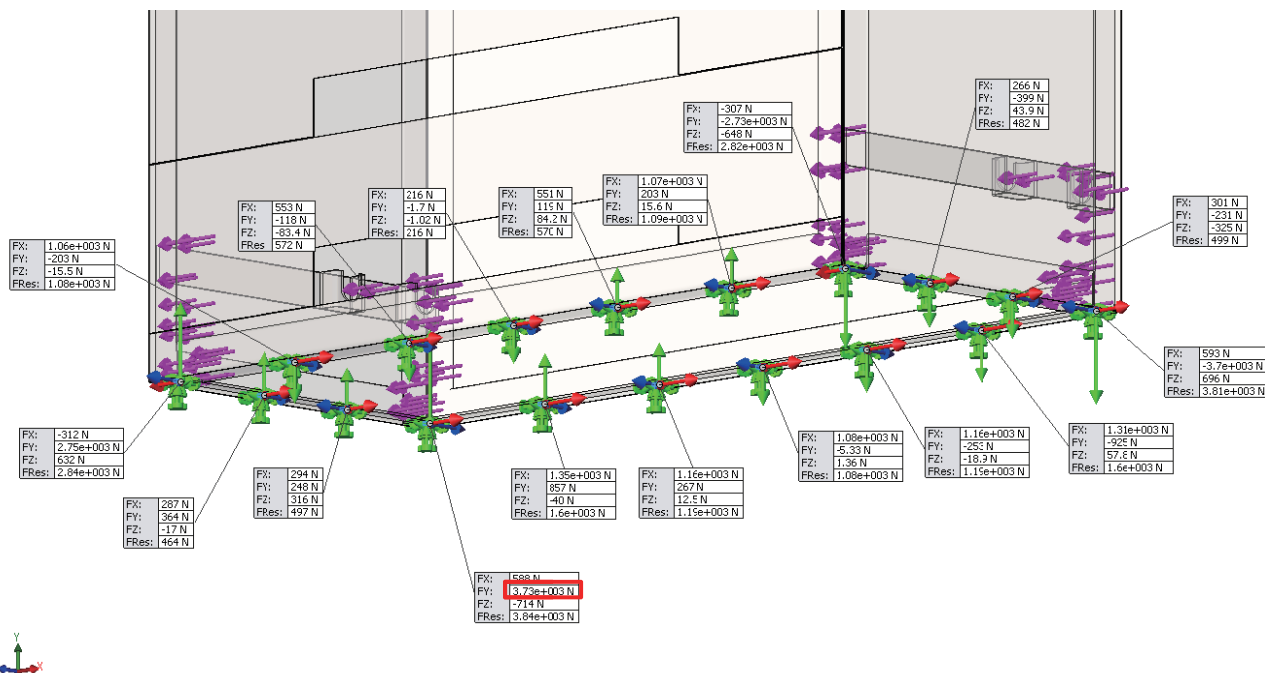 FX: 266 N
FY: -399 N
FZ: 43.9 N
FRes: 482 N
FX: -307 N
FY: -2.73e+003 N
FZ: -648 N
FRes: 2.82e+003 N
FX: 1.07e+003 N
FY: 203 N
FZ: 15.6 N
FRes: 1.09e+003 N
FX: 551 N
FY: 119 N
FZ: 84.2 N
FRes: 570 N
FX: 216 N
FY: -1.7 N
FZ: -1.02 N
FRes: 216 N
FX: 553 N
FY: -118 N
FZ: -83.4 N
FRes 572 N
FX: 1.06e+003 N
FY: -203 N
FZ: -15.5 N
FRes: 1.08e+003 N
FX: 301 N
FY: -231 N
FZ: -325 N
FRes: 499 N
FX: 593 N
FY: -3.7e+003 N
FZ: 696 N
FRes: 3.81e+003 N
FX: -312 N
FY: 2.75e+003 N
FZ: 632 N
FRes: 2.84e+003 N
FX: 287 N
FY: 364 N
FZ: -17 N
FRes: 464 N
FX: 294 N
FY: 248 N
FZ: 316 N
FRes: 497 N
FX: 1.35e+003 N
FY: 857 N
FZ: -40 N
FRes: 1.6e+003 N
FX: 1.16e+003 N
FY: 267 N
FZ: 12.5 N
FRes: 1.19e+003 N
FX: 1.08e+003 N
FY: -5.33 N
FZ: 1.36 N
FRes: 1.08e+003 N
FX: 1.16e+003 N
FY: -253 N
FZ: -18.9 N
FRes: 1.19e+003 N
FX: 1.31e+003 N
FY: -925 N
FZ: 57.8 N
FRes: 1.6e+003 N
FX: 588 N
FY: 3.73e+003 N
FZ: -714 N
FRes: 3.84e+003 N
Y
X